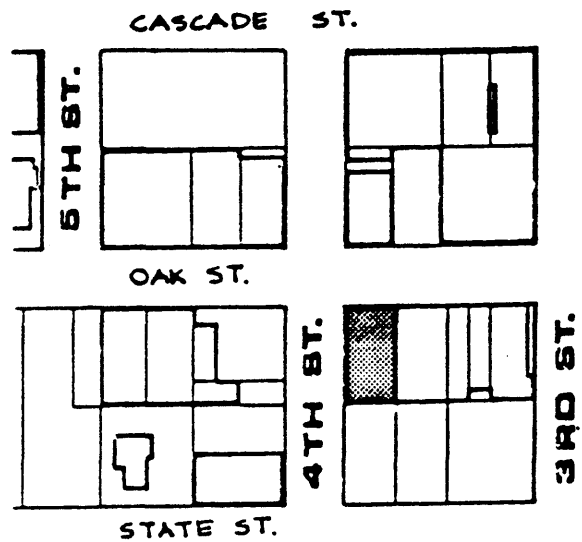 CASCADE ST.
5TH ST.
OAK ST.
4TH ST.
3RD ST.
STATE ST.